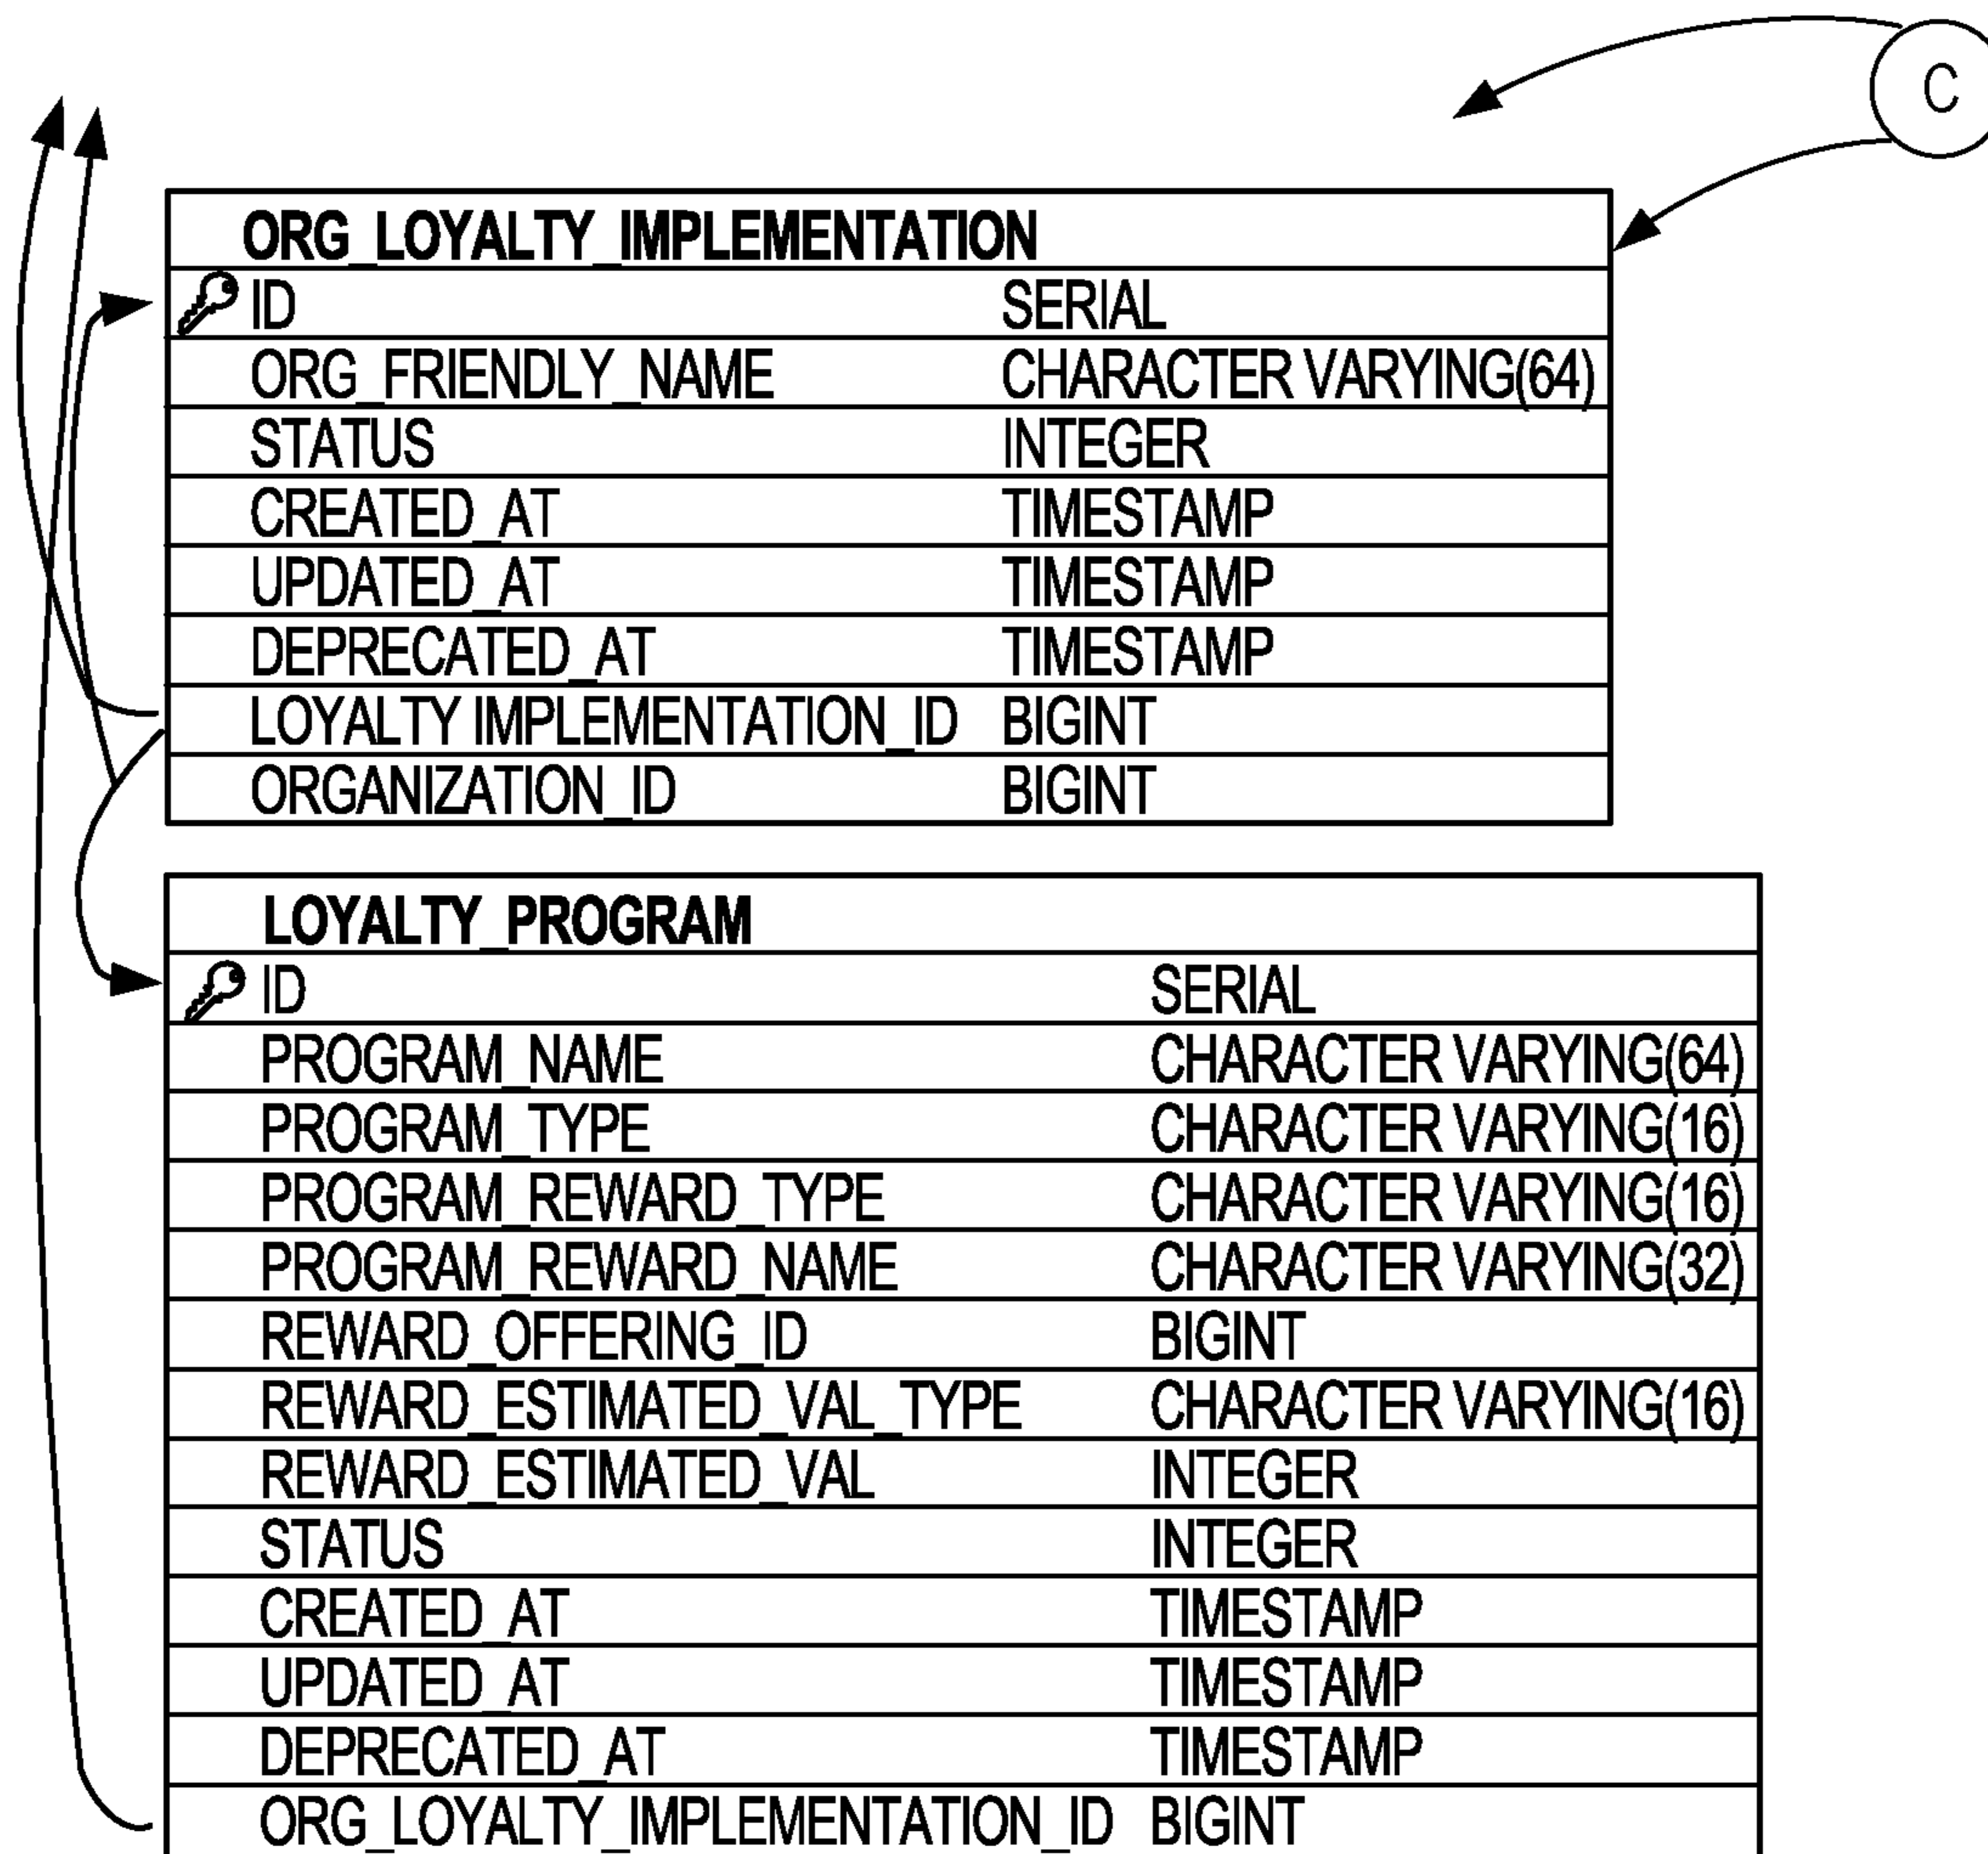 C
ORG_LOYALTY_IMPLEMENTATION
ID SERIAL
ORG_FRIENDLY_NAME CHARACTER VARYING(64)
STATUS INTEGER
CREATED_AT TIMESTAMP
UPDATED_AT TIMESTAMP
DEPRECATED_AT TIMESTAMP
LOYALTY IMPLEMENTATION_ID BIGINT
ORGANIZATION_ID BIGINT
LOYALTY_PROGRAM
ID SERIAL
PROGRAM_NAME CHARACTER VARYING(64)
PROGRAM_TYPE CHARACTER VARYING(16)
PROGRAM_REWARD_TYPE CHARACTER VARYING(16)
PROGRAM_REWARD_NAME CHARACTER VARYING(32)
REWARD_OFFERING_ID BIGINT
REWARD_ESTIMATED_VAL_TYPE CHARACTER VARYING(16)
REWARD_ESTIMATED_VAL INTEGER
STATUS INTEGER
CREATED_AT TIMESTAMP
UPDATED_AT TIMESTAMP
DEPRECATED_AT TIMESTAMP
ORG_LOYALTY_IMPLEMENTATION_ID BIGINT